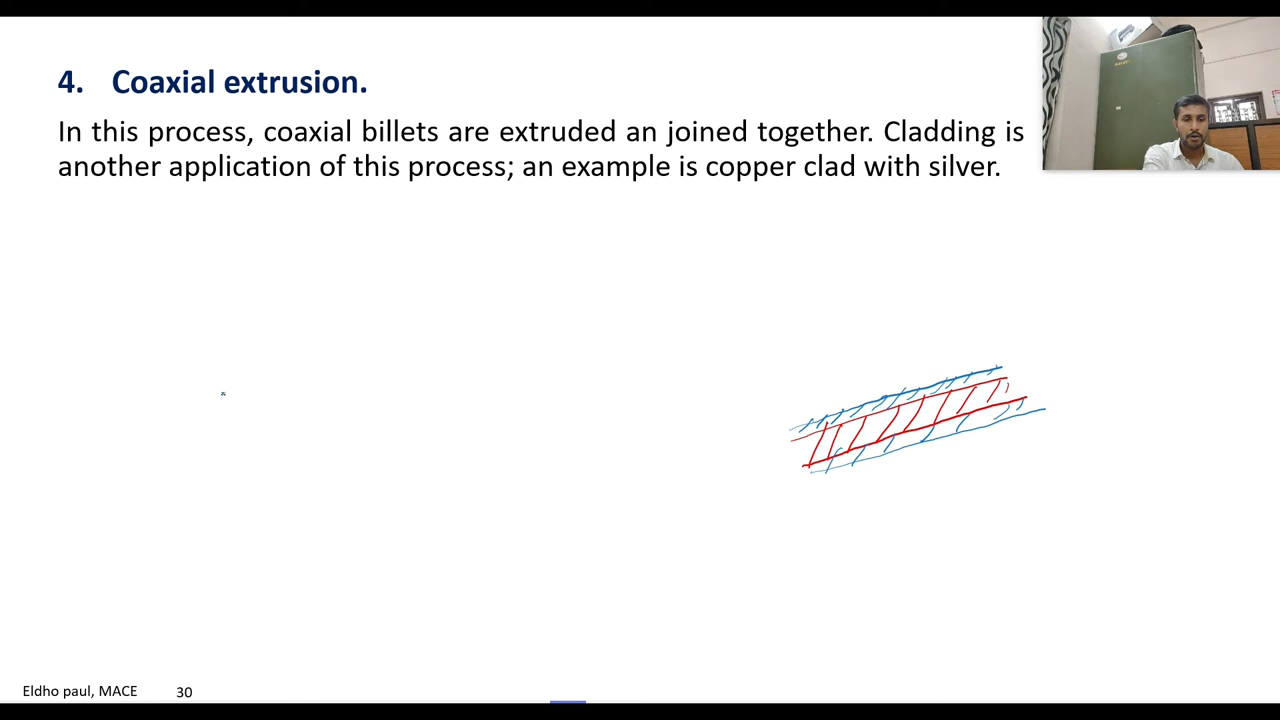 4. Coaxial extrusion.
In this process, coaxial billets are extruded an joined together. Cladding is
another application of this process; an example is copper clad with silver.
Eldho paul, MACE 30